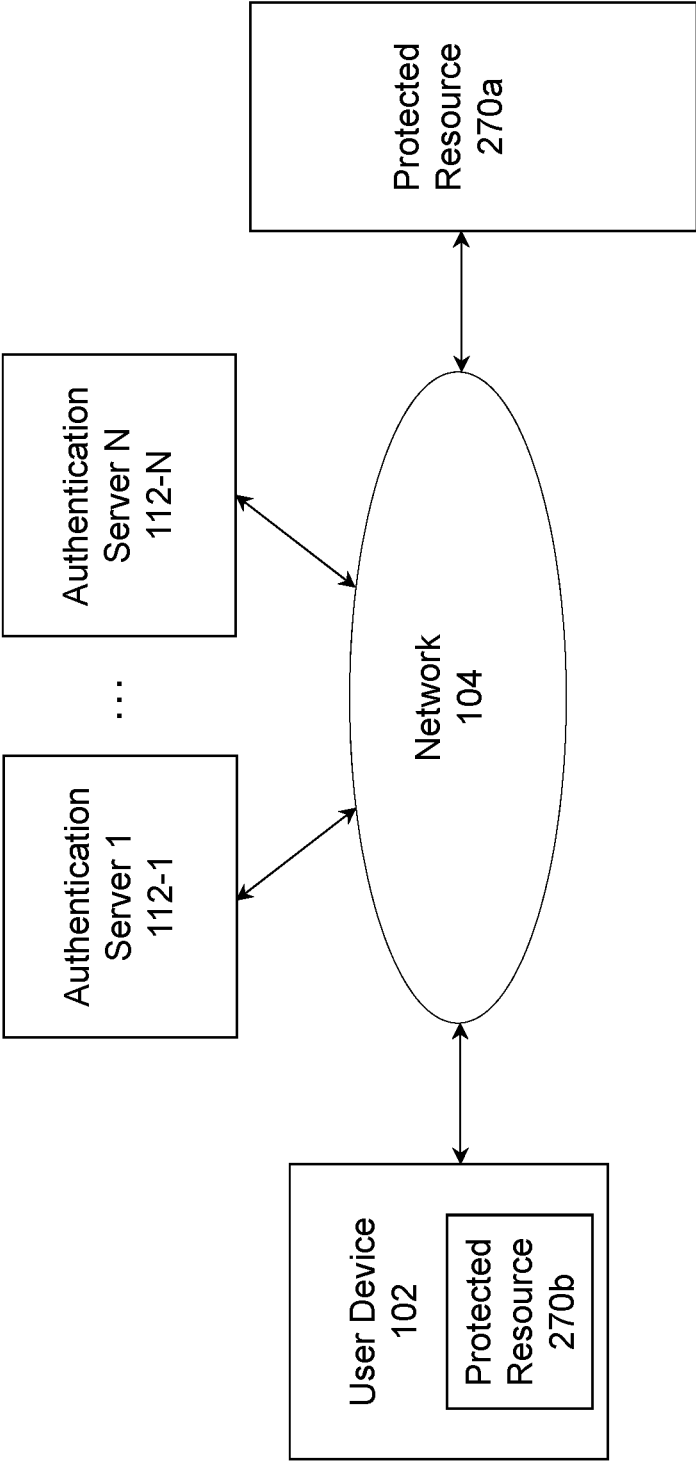 Authentication
Server 1
112-1
...
Authentication
Server N
112-N
User Device
102
Protected
Resource
270b
Network
104
Protected
Resource
270a